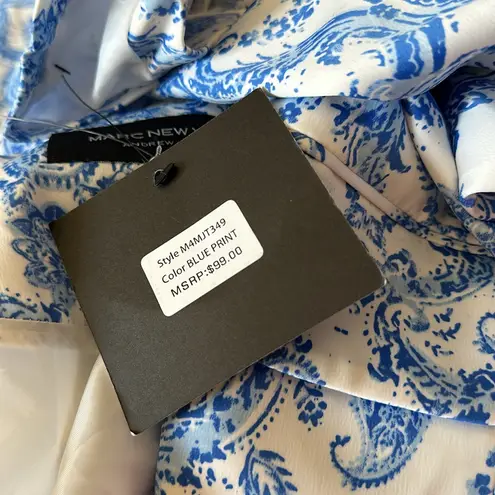 MARC NEW Y
ANDREW
Style M4MJT349
Color BLUE PRINT
MSRP:$99.00